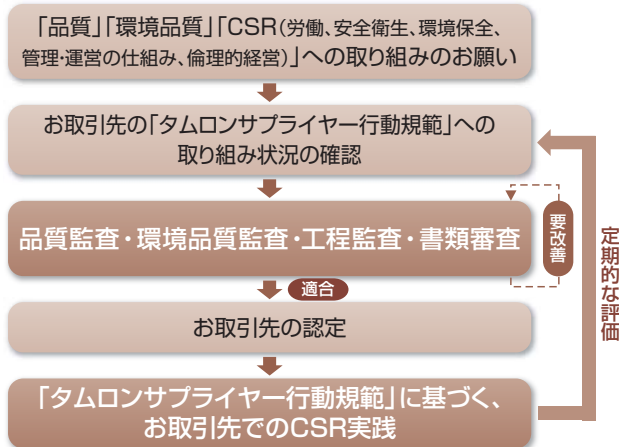 「品質」「環境品質」「CSR(労働、安全衛生、環境保全、
管理・運営の仕組み、倫理的経営)」への取り組みのお願い
お取引先の「タムロンサプライヤー行動規範」への
取り組み状況の確認
品質監査・環境品質監査・工程監査・書類審査
要改善
適合
お取引先の認定
「タムロンサプライヤー行動規範」に基づく、
お取引先でのCSR実践
定期的な評価